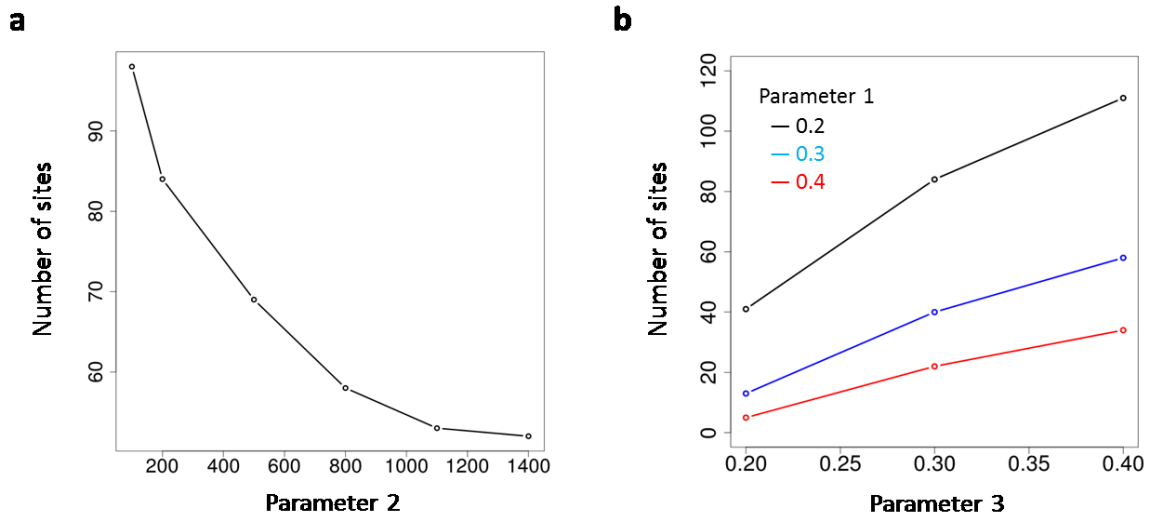 a
Number of sites
90
80
70
60
200 400 600 800 1000 1200 1400
Parameter 2
b
Number of sites
120
100
80
60
40
20
0
Parameter 1
0.2
0.3
0.4
0.20 0.25 0.30 0.35 0.40
Parameter 3